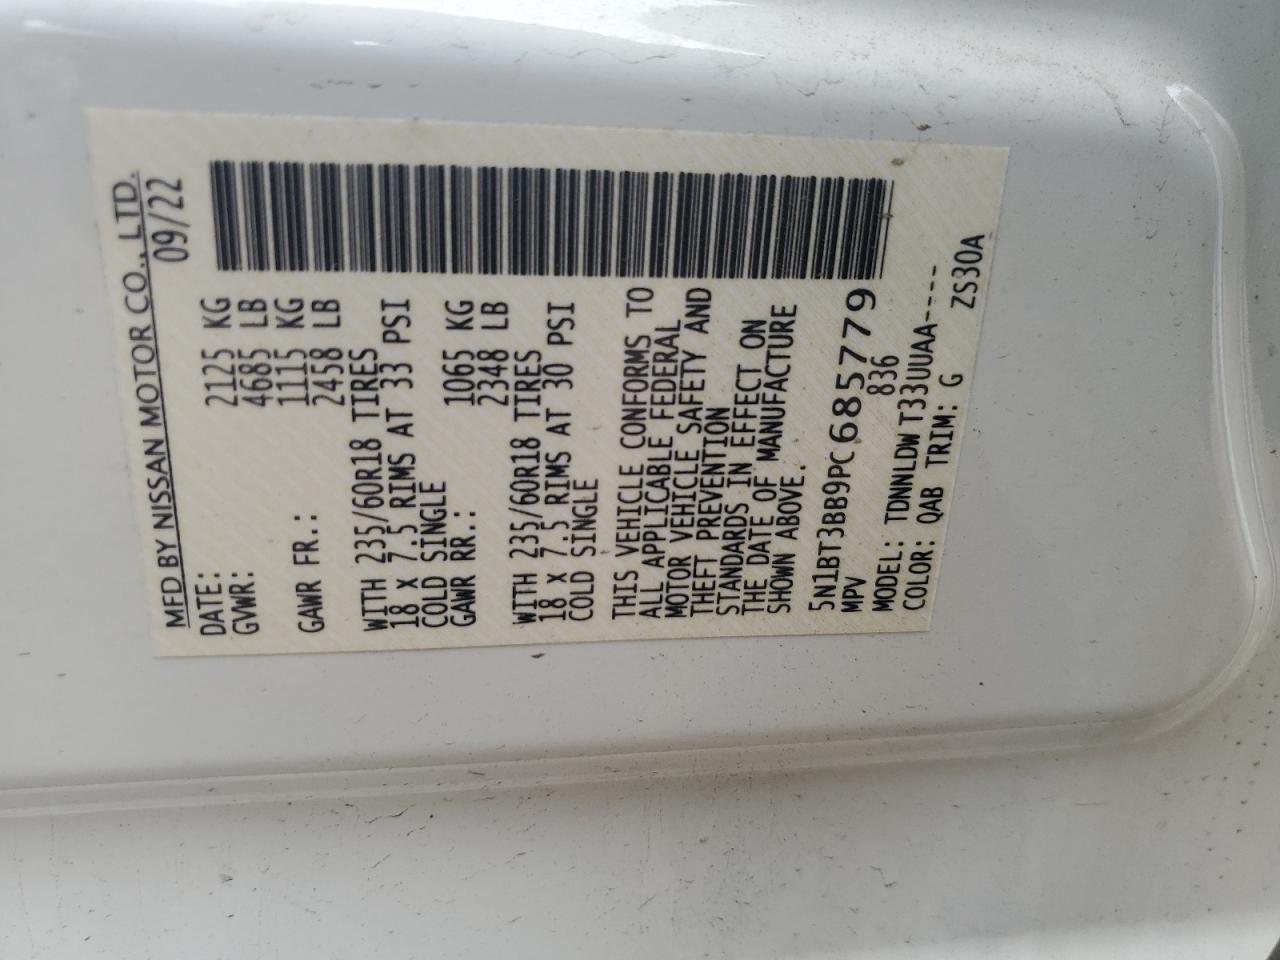 MFD BY NISSAN MOTOR CO., LTD.
DATE: 09/22
GVWR: 2125 KG
4685 LB
GAWR FR.: 1115 KG
2458 LB
WITH 235/60R18 TIRES
18 X 7.5 RIMS AT 33 PSI
COLD SINGLE
GAWR RR.: 1065 KG
2348 LB
WITH 235/60R18 TIRES
18 X 7.5 RIMS AT 30 PSI
COLD SINGLE
THIS VEHICLE CONFORMS TO
ALL APPLICABLE FEDERAL
MOTOR VEHICLE SAFETY AND
THEFT PREVENTION
STANDARDS IN EFFECT ON
THE DATE OF MANUFACTURE
SHOWN ABOVE.
5N1BT3BB9PC685779
MPV 836
MODEL: TDNNLDW T33UUAA----
COLOR: QAB TRIM: G ZS30A